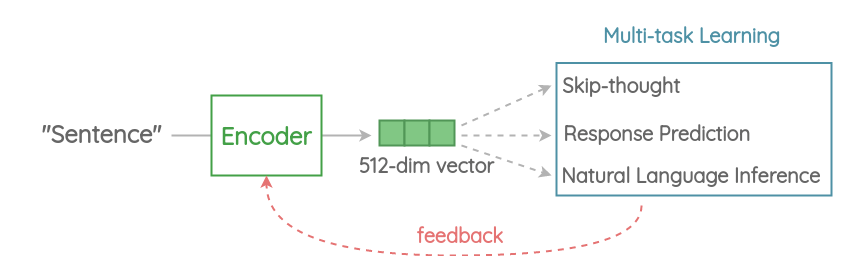 Multi-task Learning
Skip-thought
"Sentence"
Encoder
Response Prediction
512-dim vector
Natural Language Inference
feedback